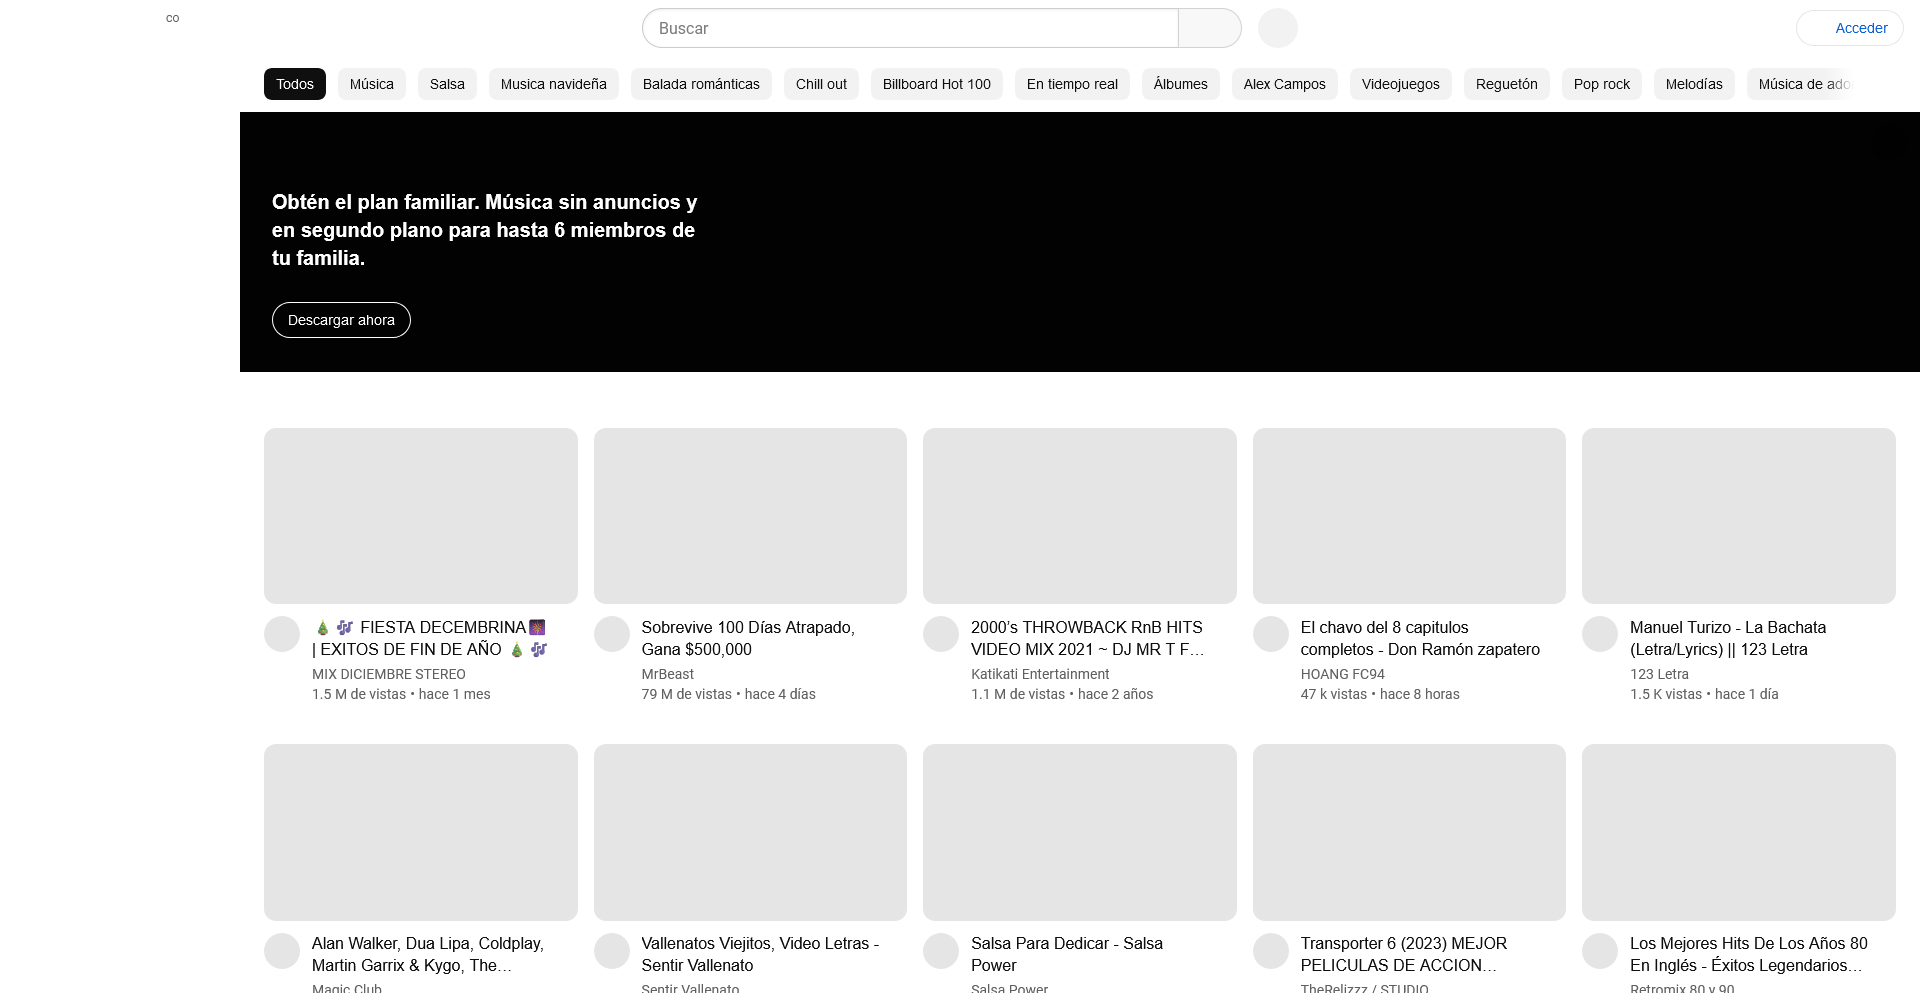 co
Buscar
Acceder
Todos
Música
Salsa
Musica navideña
Balada románticas
Chill out
Billboard Hot 100
En tiempo real
Álbumes
Alex Campos
Videojuegos
Reguetón
Pop rock
Melodías
Música de ado
Obtén el plan familiar. Música sin anuncios y
en segundo plano para hasta 6 miembros de
tu familia.
Descargar ahora
🎄 🎶 FIESTA DECEMBRINA🎆
| EXITOS DE FIN DE AÑO 🎄 🎶
MIX DICIEMBRE STEREO
1.5 M de vistas • hace 1 mes
Sobrevive 100 Días Atrapado,
Gana $500,000
MrBeast
79 M de vistas • hace 4 días
2000’s THROWBACK RnB HITS
VIDEO MIX 2021 ~ DJ MR T F...
Katikati Entertainment
1.1 M de vistas • hace 2 años
El chavo del 8 capitulos
completos - Don Ramón zapatero
HOANG FC94
47 k vistas • hace 8 horas
Manuel Turizo - La Bachata
(Letra/Lyrics) || 123 Letra
123 Letra
1.5 K vistas • hace 1 día
Alan Walker, Dua Lipa, Coldplay,
Martin Garrix & Kygo, The...
Magic Club
Vallenatos Viejitos, Video Letras -
Sentir Vallenato
Sentir Vallenato
Salsa Para Dedicar - Salsa
Power
Salsa Power
Transporter 6 (2023) MEJOR
PELICULAS DE ACCION...
TheRelizzz / STUDIO
Los Mejores Hits De Los Años 80
En Inglés - Éxitos Legendarios...
Retromix 80 y 90